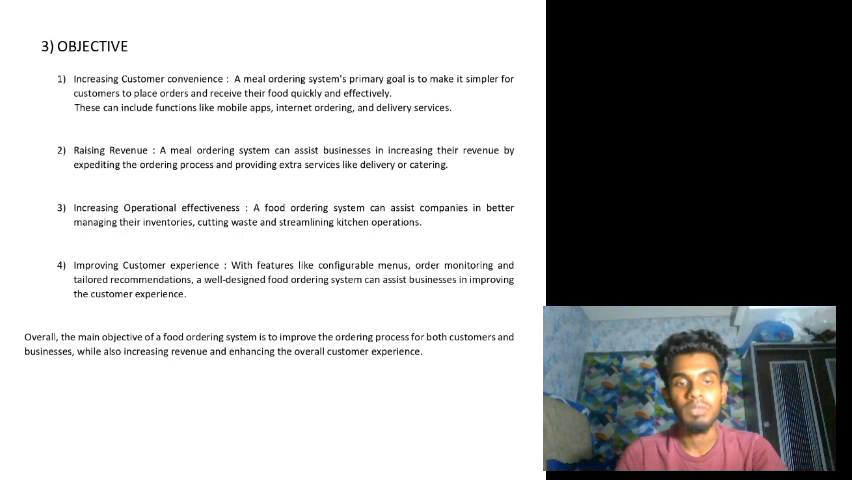 3) OBJECTIVE
1) Increasing Customer convenience : A meal ordering system's primary goal is to make it simpler for
customers to place orders and receive their food quickly and effectively.
These can include functions like mobile apps, internet ordering, and delivery services.
2) Raising Revenue : A meal ordering system can assist businesses in increasing their revenue by
expediting the ordering process and providing extra services like delivery or catering.
3) Increasing Operational effectiveness : A food ordering system can assist companies in better
managing their inventories, cutting waste and streamlining kitchen operations.
4) Improving Customer experience : With features like configurable menus, order monitoring and
tailored recommendations, a well-designed food ordering system can assist businesses in improving
the customer experience.
Overall, the main objective of a food ordering system is to improve the ordering process for both customers and
businesses, while also increasing revenue and enhancing the overall customer experience.